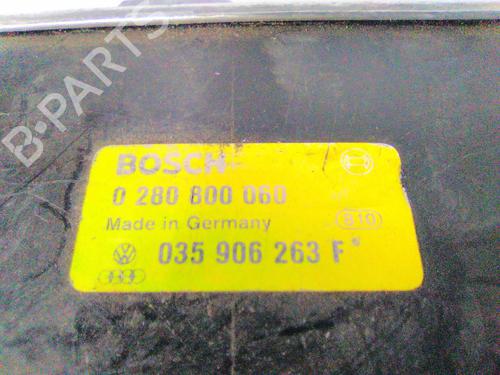 B-PARTS
BOSCH
0 280 800 060
Made in Germany
035 906 263 F